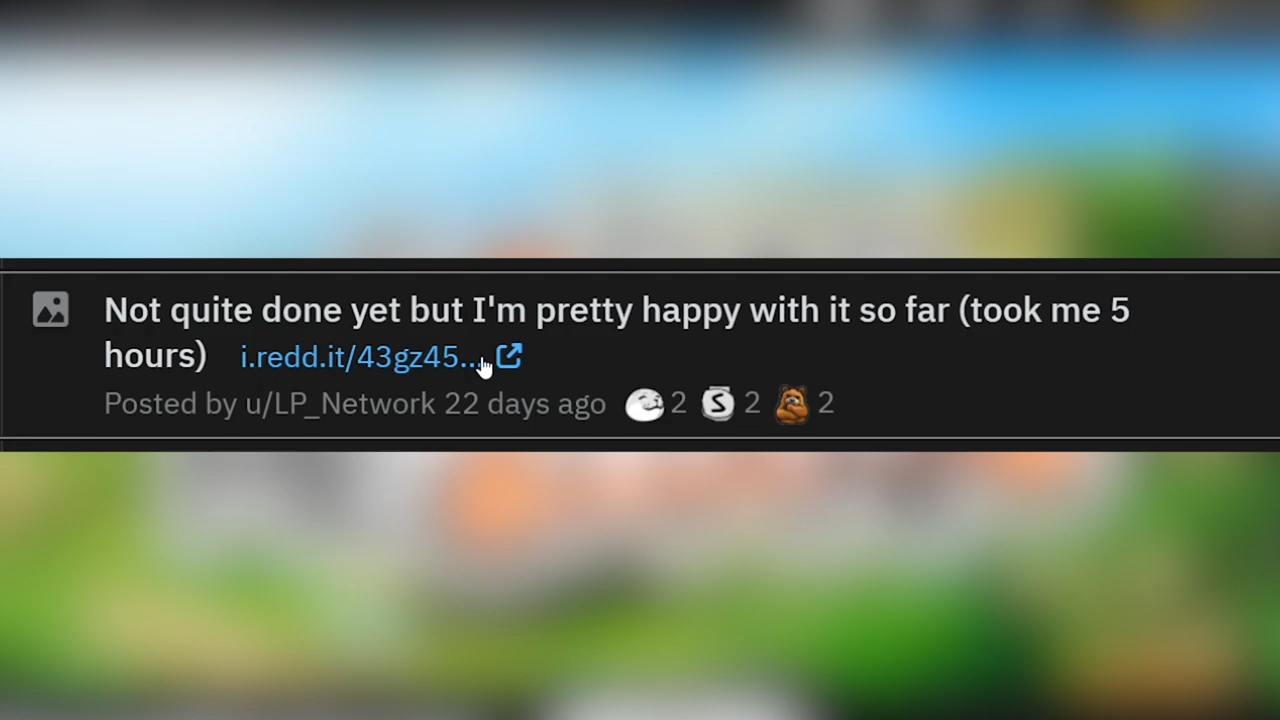 Not quite done yet but I'm pretty happy with it so far (took me 5
hours) i.redd.it/43gz45...
Posted by u/LP_Network 22 days ago 2 S 2 2